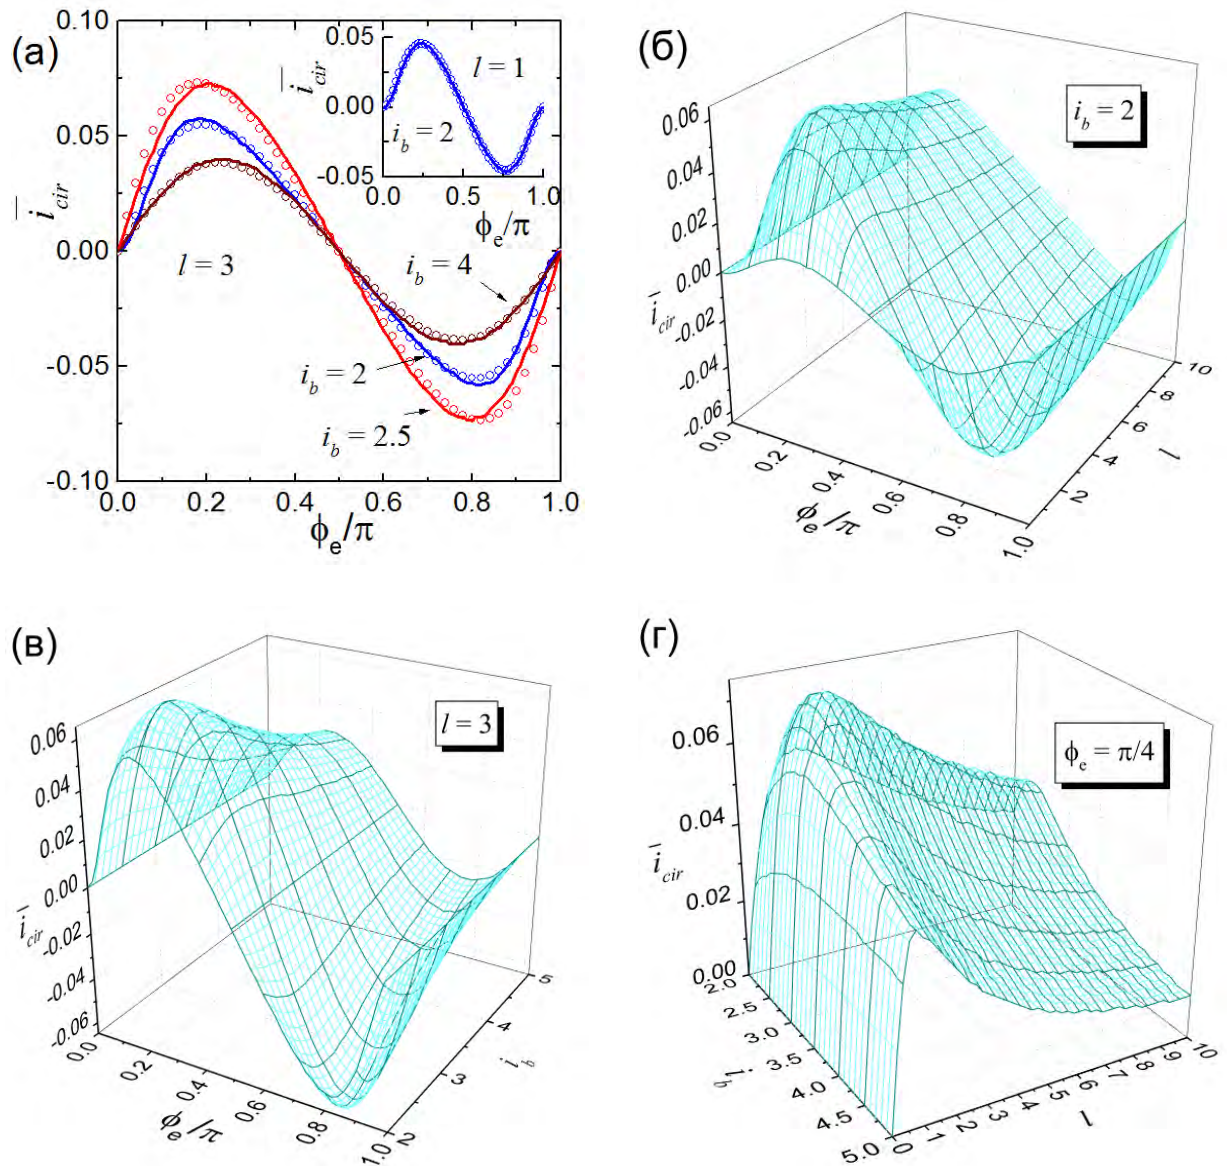 (а)
0.10
0.05
0.00
-0.05
-0.10
i_cir
0.0 0.2 0.4 0.6 0.8 1.0
ϕ_e/π
l = 3
i_b = 4
i_b = 2
i_b = 2.5
0.05
0.00
-0.05
i_cir
l = 1
i_b = 2
0.0 0.5 1.0
ϕ_e/π
(б)
i_b = 2
0.06
0.04
0.02
0.00
-0.02
-0.04
-0.06
i_cir
0.0 0.2 0.4 0.6 0.8 1.0
ϕ_e/π
2 4 6 8 10
l
(в)
l = 3
0.06
0.04
0.02
0.00
-0.02
-0.04
-0.06
i_cir
0.0 0.2 0.4 0.6 0.8 1.0
ϕ_e/π
2 3 4 5
i_b
(г)
ϕ_e = π/4
0.06
0.04
0.02
0.00
i_cir
2.0 2.5 3.0 3.5 4.0 4.5 5.0
i_b
0 1 2 3 4 5 6 7 8 9 10
l